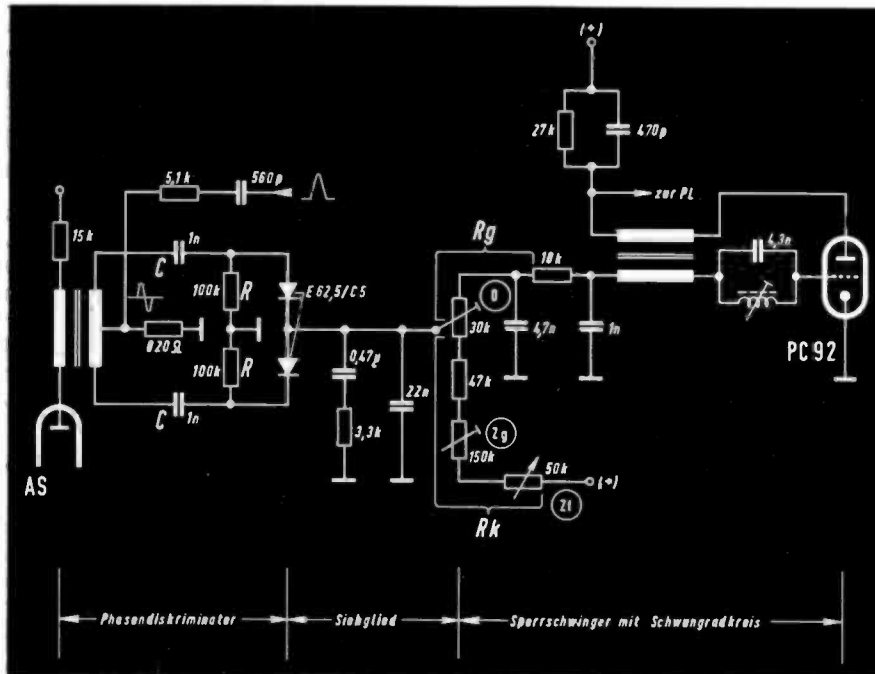 (+)
27k
470p
5,1k
560p
zur PL
15k
1n
C
Rg
10k
4,3n
100k
R
E 62,5/C5
0
30k
820Ω
4,7n
1n
PC 92
100k
R
0,47µ
22n
47k
C
1n
3,3k
Zg
150k
50k
(+)
AS
Zf
Rk
Phasendiskriminator
Siebglied
Sperrschwinger mit Schwungradkreis